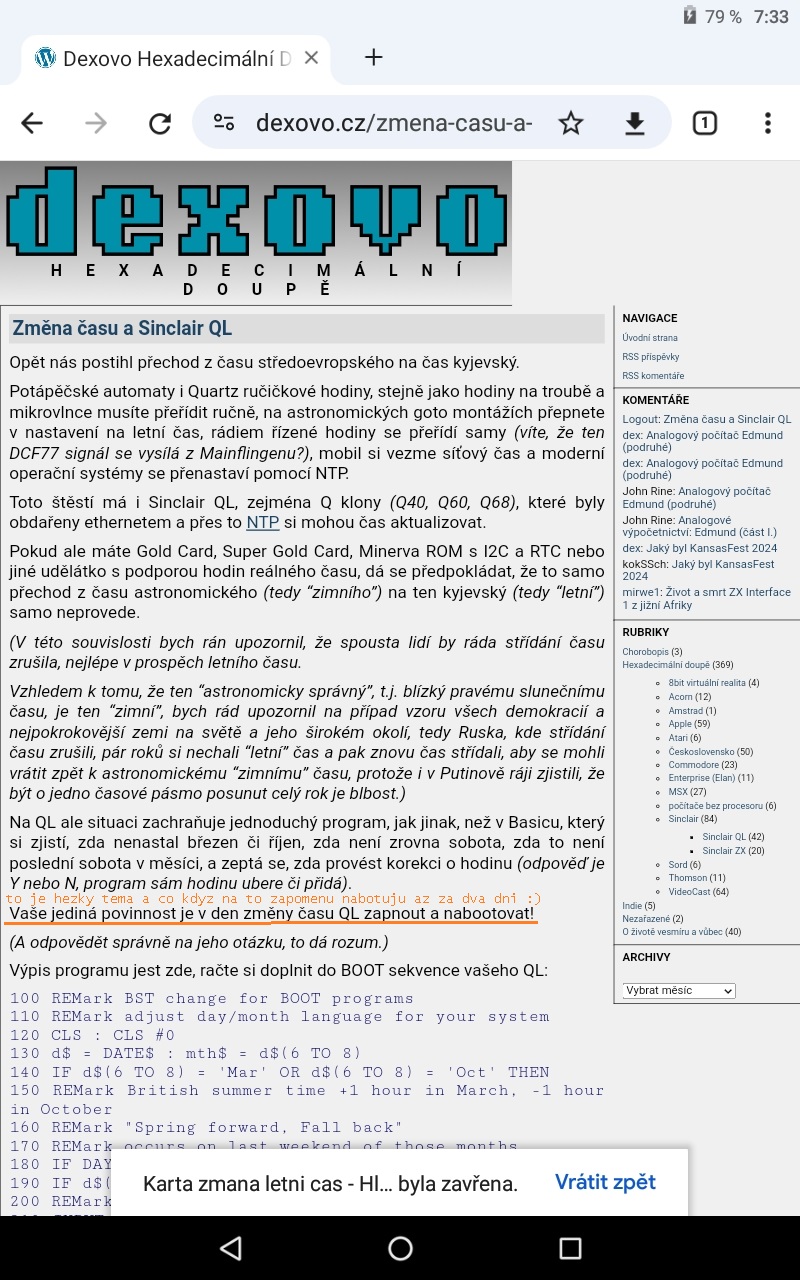 79 % 7:33
Dexovo Hexadecimální D
dexovo.cz/zmena-casu-a-
1
dexovo
HEXADECIMÁLNÍ
DOUPĚ
Změna času a Sinclair QL
Opět nás postihl přechod z času středoevropského na čas kyjevský.
Potápěčské automaty i Quartz ručičkové hodiny, stejně jako hodiny na troubě a
mikrovlnce musíte přeřídit ručně, na astronomických goto montážích přepnete
v nastavení na letní čas, rádiem řízené hodiny se přeřídí samy (víte, že ten
DCF77 signál se vysílá z Mainflingenu?), mobil si vezme síťový čas a moderní
operační systémy se přenastaví pomocí NTP.
Toto štěstí má i Sinclair QL, zejména Q klony (Q40, Q60, Q68), které byly
obdařeny ethernetem a přes to NTP si mohou čas aktualizovat.
Pokud ale máte Gold Card, Super Gold Card, Minerva ROM s I2C a RTC nebo
jiné udělátko s podporou hodin reálného času, dá se předpokládat, že to samo
přechod z času astronomického (tedy “zimního”) na ten kyjevský (tedy “letní”)
samo neprovede.
(V této souvislosti bych rán upozornil, že spousta lidí by ráda střídání času
zrušila, nejlépe v prospěch letního času.
Vzhledem k tomu, že ten “astronomicky správný”, t.j. blízký pravému slunečnímu
času, je ten “zimní”, bych rád upozornil na případ vzoru všech demokracií a
nejpokrokovější zemi na světě a jeho širokém okolí, tedy Ruska, kde střídání
času zrušili, pár roků si nechali “letní” čas a pak znovu čas střídali, aby se mohli
vrátit zpět k astronomickému “zimnímu” času, protože i v Putinově ráji zjistili, že
být o jedno časové pásmo posunut celý rok je blbost.)
Na QL ale situaci zachraňuje jednoduchý program, jak jinak, než v Basicu, který
si zjistí, zda nenastal březen či říjen, zda není zrovna sobota, zda to není
poslední sobota v měsíci, a zeptá se, zda provést korekci o hodinu (odpověď je
Y nebo N, program sám hodinu ubere či přidá).
to je hezky tema a co kdyz na to zapomenu nabotuju az za dva dni :)
Vaše jediná povinnost je v den změny času QL zapnout a nabootovat!
(A odpovědět správně na jeho otázku, to dá rozum.)
Výpis programu jest zde, račte si doplnit do BOOT sekvence vašeho QL:
100 REMark BST change for BOOT programs
110 REMark adjust day/month language for your system
120 CLS : CLS #0
130 d$ = DATE$ : mth$ = d$(6 TO 8)
140 IF d$(6 TO 8) = 'Mar' OR d$(6 TO 8) = 'Oct' THEN
150 REMark British summer time +1 hour in March, -1 hour
in October
160 REMark "Spring forward, Fall back"
170 REMark occurs on last weekend of those months
180 IF DAY
190 IF d$(
200 REMark
NAVIGACE
Úvodní strana
RSS příspěvky
RSS komentáře
KOMENTÁŘE
Logout: Změna času a Sinclair QL
dex: Analogový počítač Edmund
(podruhé)
dex: Analogový počítač Edmund
(podruhé)
John Rine: Analogový počítač
Edmund (podruhé)
John Rine: Analogové
výpočetnictví: Edmund (část I.)
dex: Jaký byl KansasFest 2024
kokSSch: Jaký byl KansasFest
2024
mirwe1: Život a smrt ZX Interface
1 z jižní Afriky
RUBRIKY
Chorobopis (3)
Hexadecimální doupě (369)
8bit virtuální realita (4)
Acorn (12)
Amstrad (1)
Apple (59)
Atari (6)
Československo (50)
Commodore (23)
Enterprise (Elan) (11)
MSX (27)
počítače bez procesoru (6)
Sinclair (84)
Sinclair QL (42)
Sinclair ZX (20)
Sord (6)
Thomson (11)
VideoCast (64)
Indie (5)
Nezařazené (2)
O životě vesmíru a vůbec (40)
ARCHIVY
Vybrat měsíc
Karta zmana letni cas - Hl… byla zavřena.
Vrátit zpět